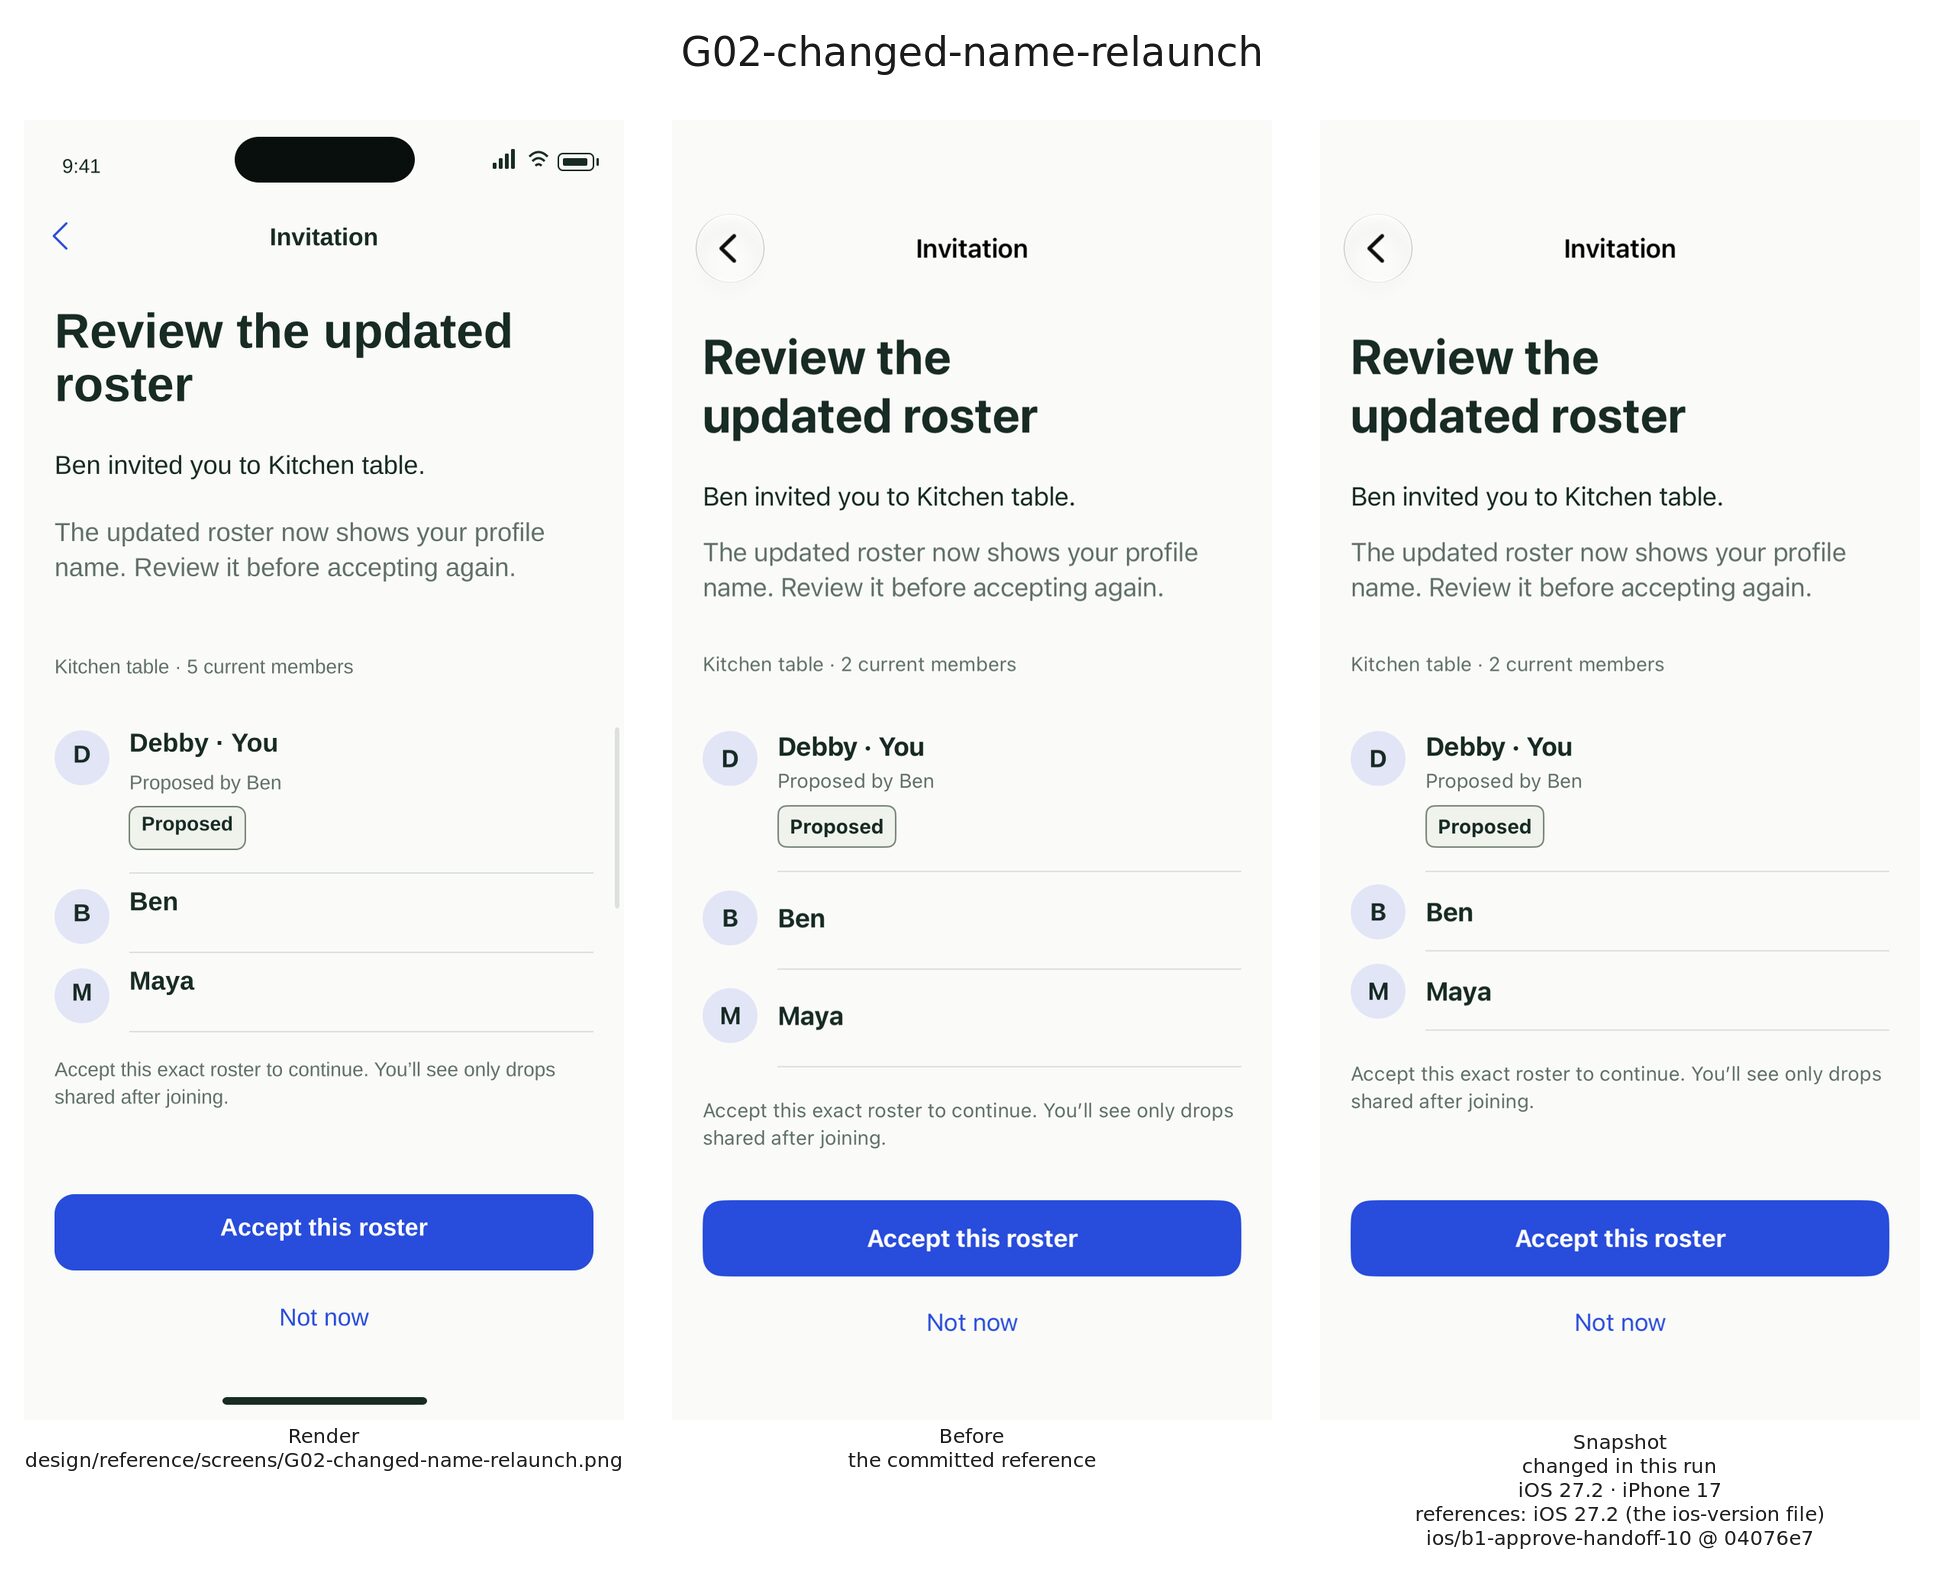 G02-changed-name-relaunch
9:41
Invitation
Review the updated
roster
Ben invited you to Kitchen table.
The updated roster now shows your profile
name. Review it before accepting again.
Kitchen table · 5 current members
D
Debby · You
Proposed by Ben
Proposed
B
Ben
M
Maya
Accept this exact roster to continue. You’ll see only drops
shared after joining.
Accept this roster
Not now
Render
design/reference/screens/G02-changed-name-relaunch.png
Invitation
Review the
updated roster
Ben invited you to Kitchen table.
The updated roster now shows your profile
name. Review it before accepting again.
Kitchen table · 2 current members
D
Debby · You
Proposed by Ben
Proposed
B
Ben
M
Maya
Accept this exact roster to continue. You’ll see only drops
shared after joining.
Accept this roster
Not now
Before
the committed reference
Invitation
Review the
updated roster
Ben invited you to Kitchen table.
The updated roster now shows your profile
name. Review it before accepting again.
Kitchen table · 2 current members
D
Debby · You
Proposed by Ben
Proposed
B
Ben
M
Maya
Accept this exact roster to continue. You’ll see only drops
shared after joining.
Accept this roster
Not now
Snapshot
changed in this run
iOS 27.2 · iPhone 17
references: iOS 27.2 (the ios-version file)
ios/b1-approve-handoff-10 @ 04076e7